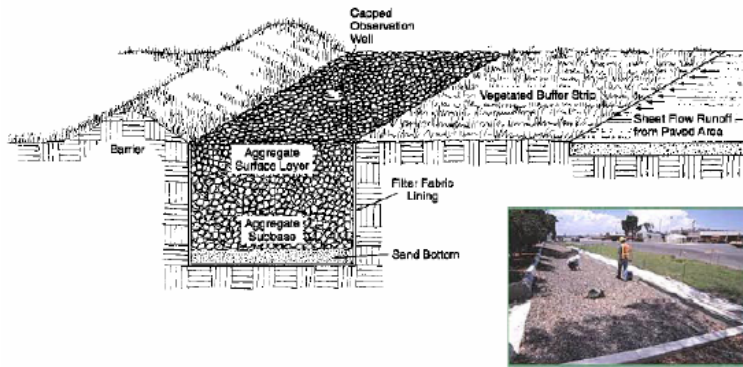 Capped
Observation
Well
Vegetated Buffer Strip
Sheet Flow Runoff
from Paved Area
Barrier
Aggregate
Surface Layer
Filter Fabric
Lining
Aggregate
Subbase
Sand Bottom